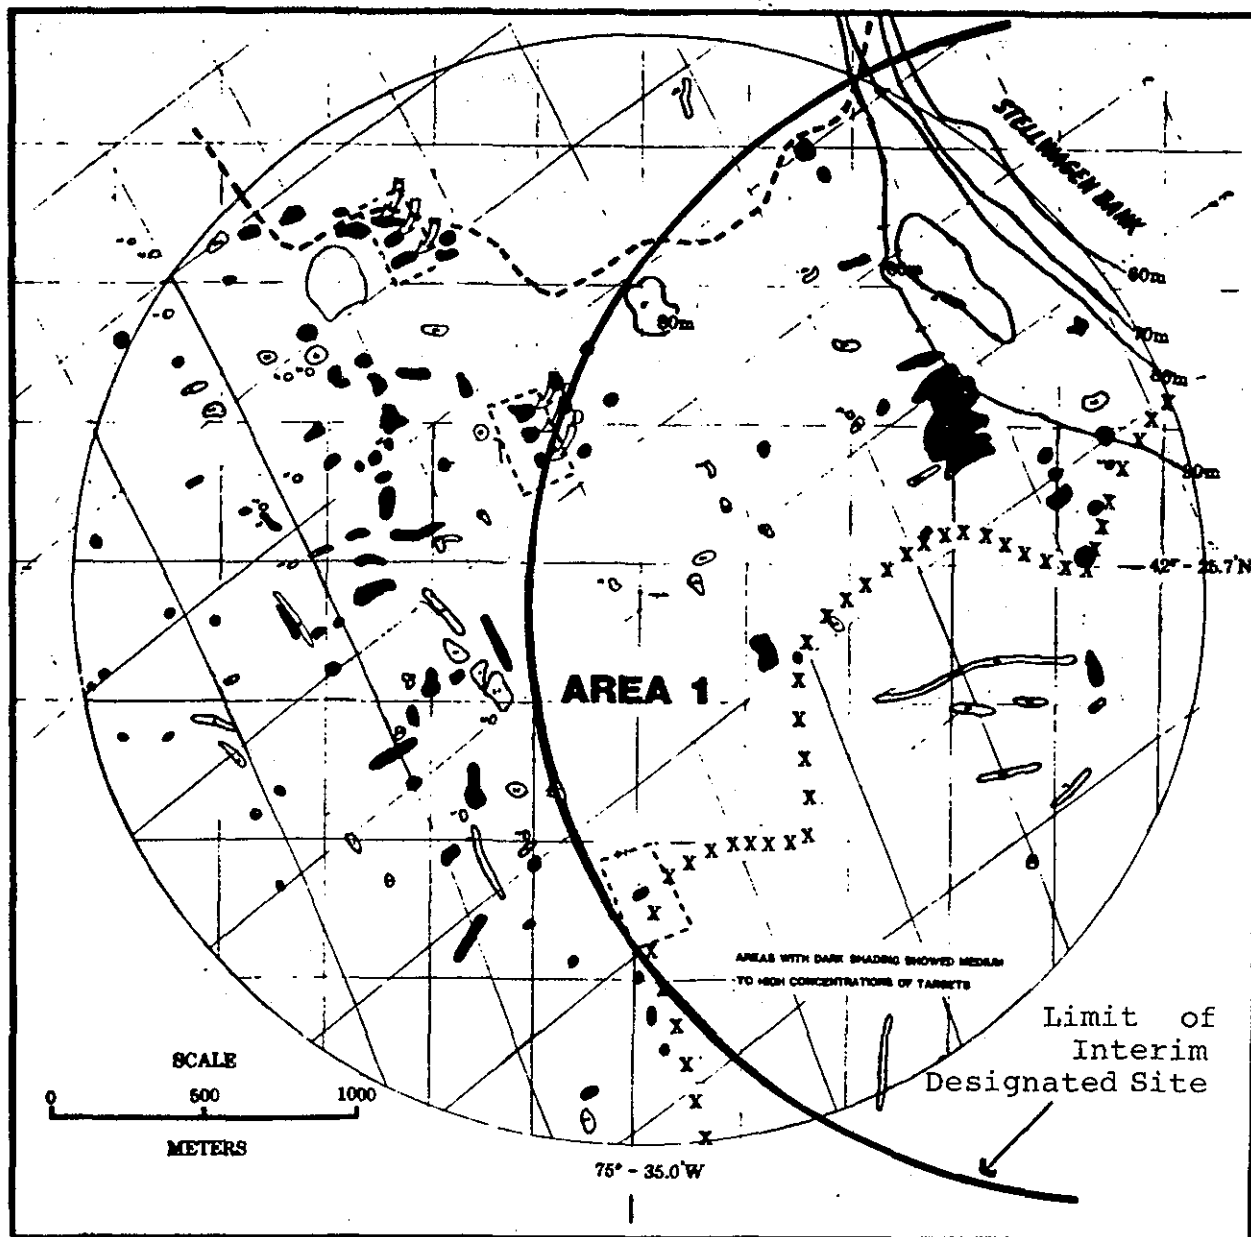 STELLWAGEN BANK
60m
70m
80m
80m
80m
90m
42° - 25.7'N
AREA 1
AREAS WITH DARK SHADING SHOWED MEDIUM
TO HIGH CONCENTRATIONS OF TARGETS
Limit of
Interim
Designated Site
SCALE
0 500 1000
METERS
75° - 35.0'W